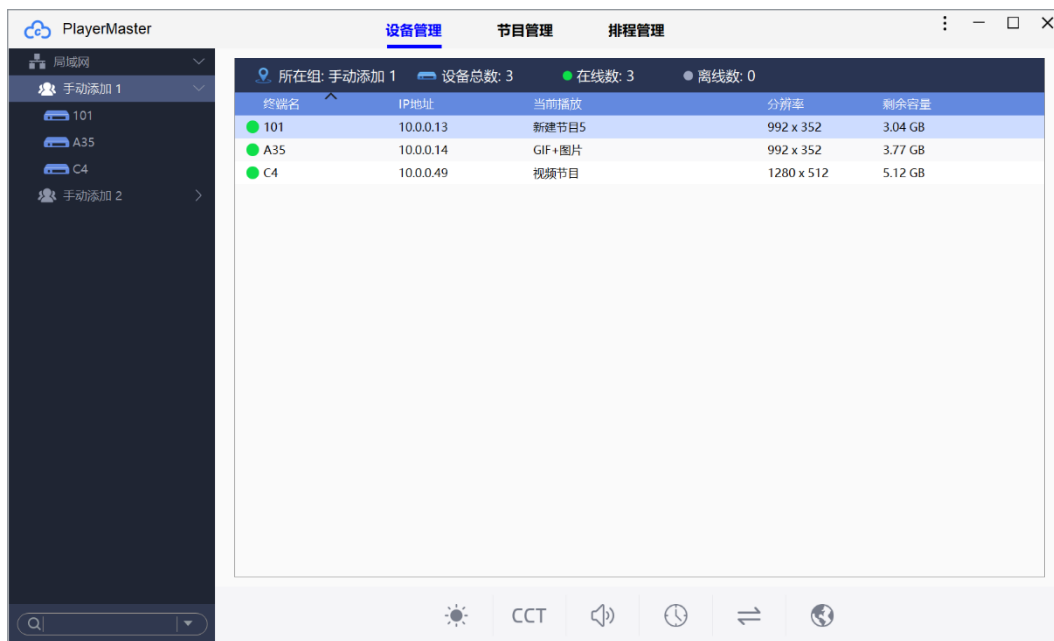 PlayerMaster 设备管理 节目管理 排程管理
局域网
手动添加 1
101
A35
C4
手动添加 2
所在组: 手动添加 1 设备总数: 3 在线数: 3 离线数: 0
终端名 IP地址 当前播放 分辨率 剩余容量
101 10.0.0.13 新建节目5 992 x 352 3.04 GB
A35 10.0.0.14 GIF+图片 992 x 352 3.77 GB
C4 10.0.0.49 视频节目 1280 x 512 5.12 GB
CCT